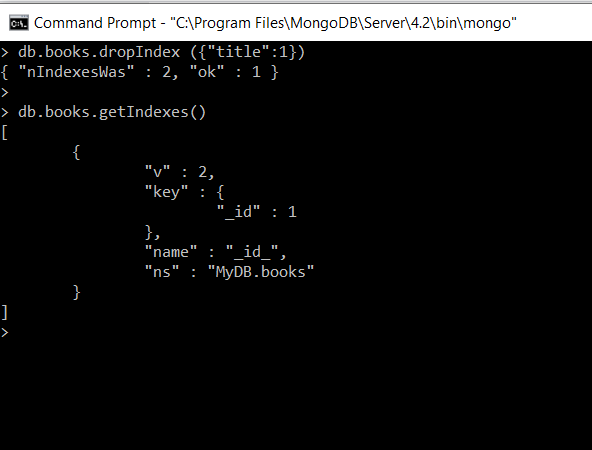 Command Prompt - "C:\Program Files\MongoDB\Server\4.2\bin\mongo"
> db.books.dropIndex ({"title":1})
{ "nIndexesWas" : 2, "ok" : 1 }
>
> db.books.getIndexes()
[
        {
                "v" : 2,
                "key" : {
                        "_id" : 1
                },
                "name" : "_id_",
                "ns" : "MyDB.books"
        }
]
>